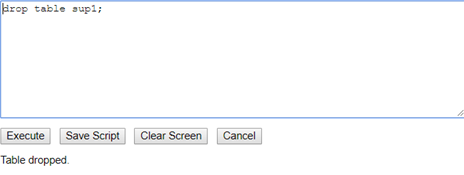 drop table sup1;
Execute Save Script Clear Screen Cancel
Table dropped.